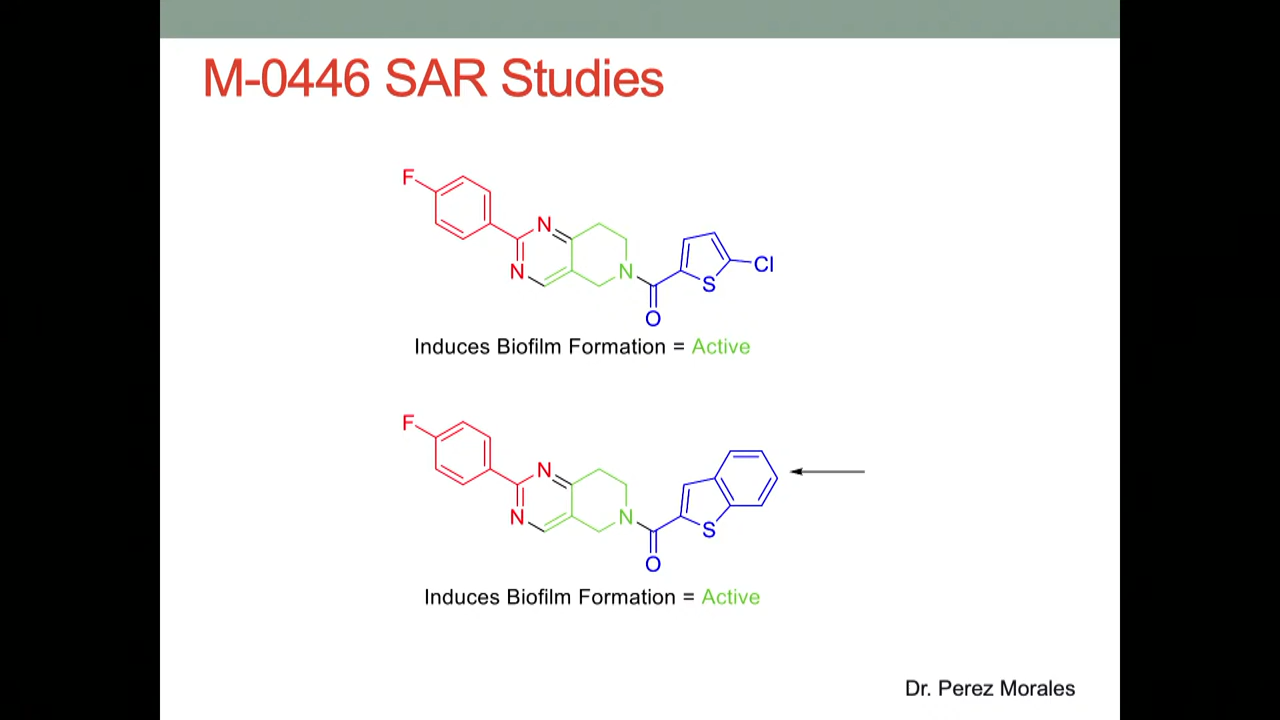 M-0446 SAR Studies
F
N
N
N
O
S
Cl
Induces Biofilm Formation = Active
F
N
N
N
O
S
Induces Biofilm Formation = Active
Dr. Perez Morales